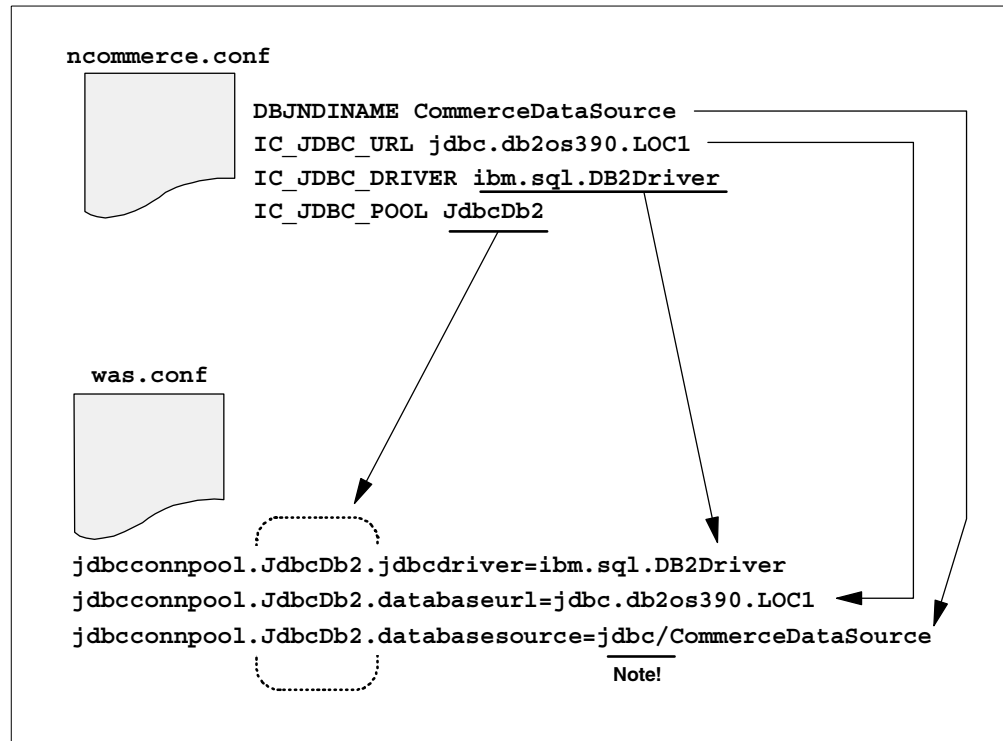 ncommerce.conf
DBJNDINAME CommerceDataSource
IC_JDBC_URL jdbc.db2os390.LOC1
IC_JDBC_DRIVER ibm.sql.DB2Driver
IC_JDBC_POOL JdbcDb2
was.conf
jdbcconnpool.JdbcDb2.jdbcdriver=ibm.sql.DB2Driver
jdbcconnpool.JdbcDb2.databaseurl=jdbc.db2os390.LOC1
jdbcconnpool.JdbcDb2.databasesource=jdbc/CommerceDataSource
Note!